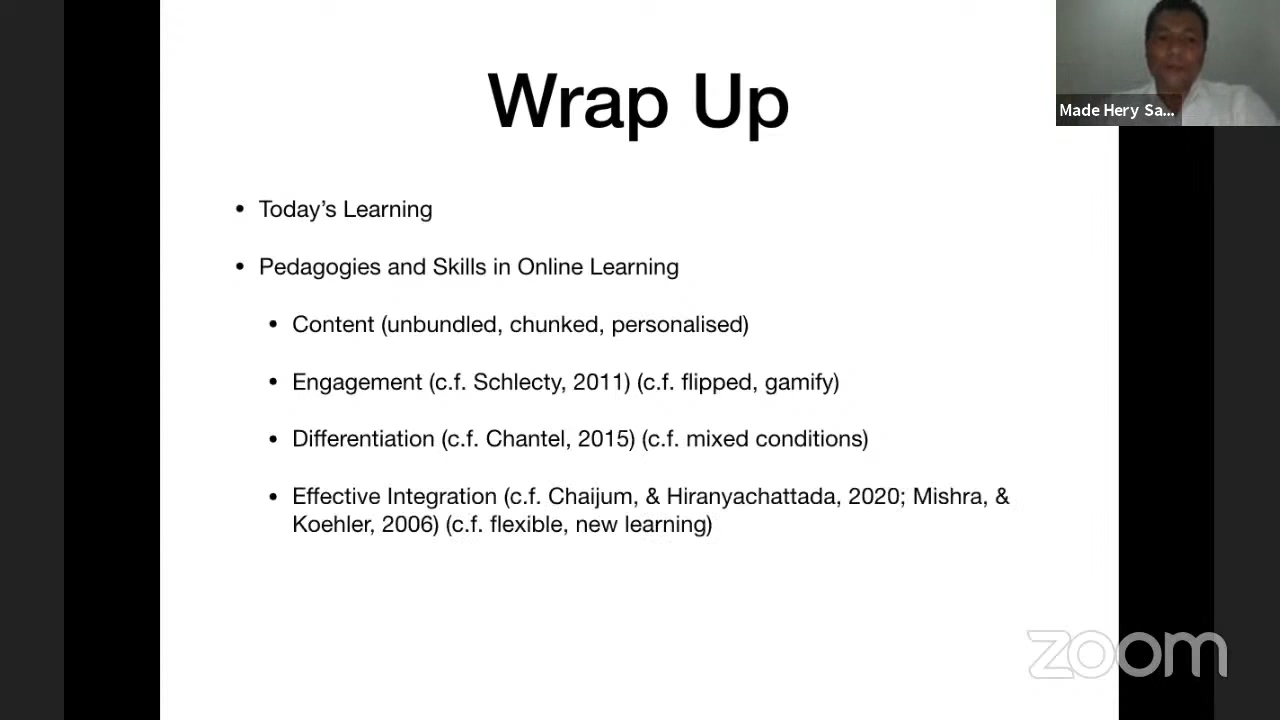 Wrap Up
Made Hery Sa...
• Today’s Learning
• Pedagogies and Skills in Online Learning
• Content (unbundled, chunked, personalised)
• Engagement (c.f. Schlecty, 2011) (c.f. flipped, gamify)
• Differentiation (c.f. Chantel, 2015) (c.f. mixed conditions)
• Effective Integration (c.f. Chaijum, & Hiranyachattada, 2020; Mishra, &
Koehler, 2006) (c.f. flexible, new learning)
zoom